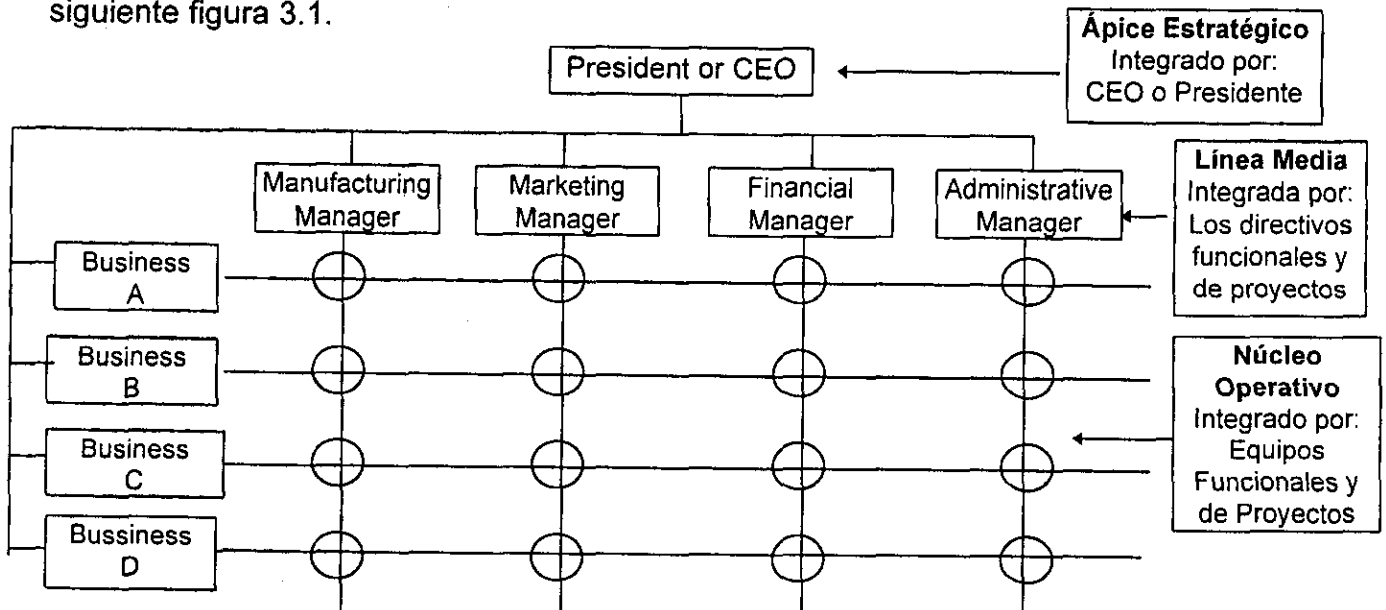 siguiente figura 3.1.
President or CEO
Ápice Estratégico
Integrado por:
CEO o Presidente
Manufacturing
Manager
Marketing
Manager
Financial
Manager
Administrative
Manager
Línea Media
Integrada por:
Los directivos
funcionales y
de proyectos
Business
A
Business
B
Núcleo
Operativo
Integrado por:
Equipos
Funcionales y
de Proyectos
Business
C
Bussiness
D